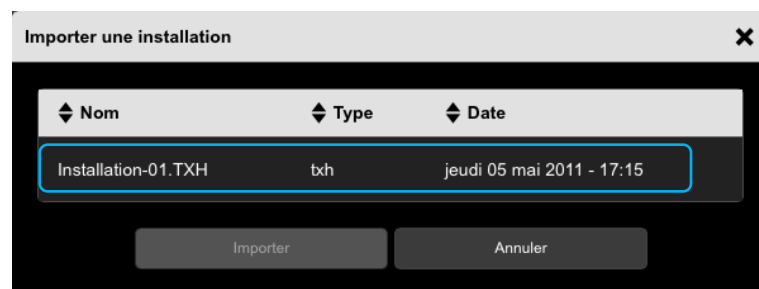 Importer une installation
Nom Type Date
Installation-01.TXH txh jeudi 05 mai 2011 - 17:15
Importer Annuler